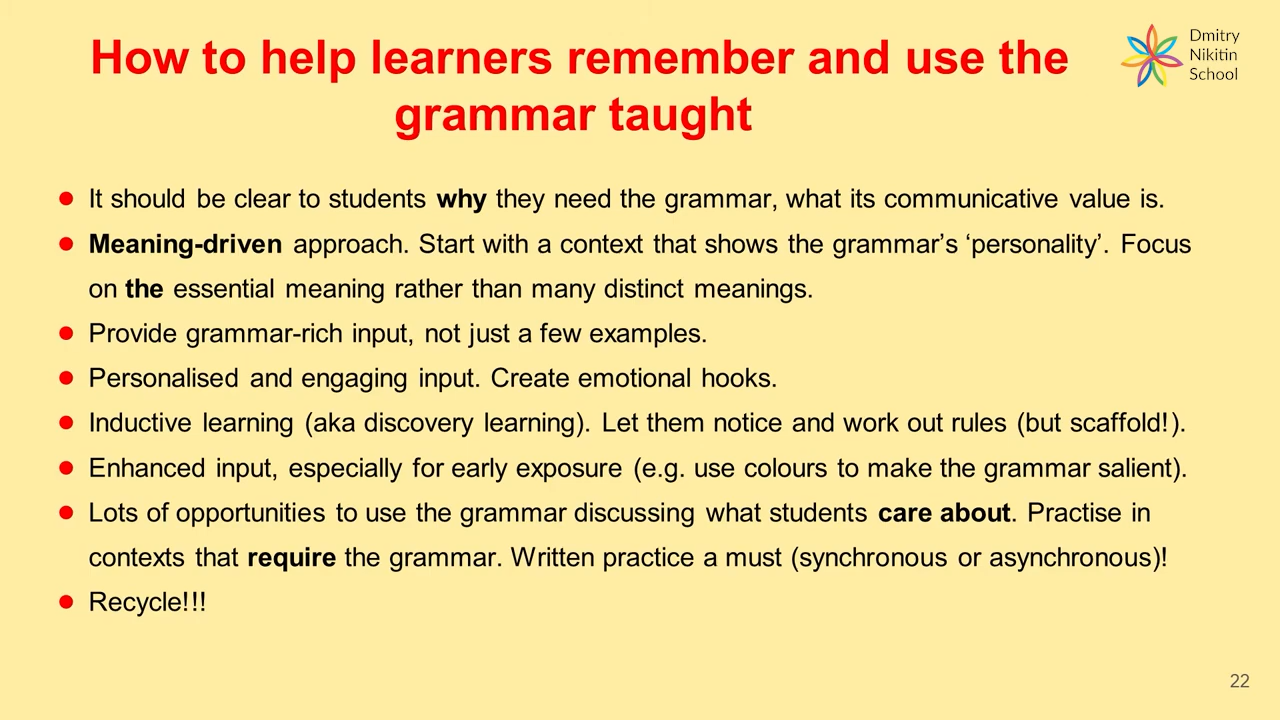 How to help learners remember and use the
grammar taught
Dmitry
Nikitin
School
● It should be clear to students why they need the grammar, what its communicative value is.
● Meaning-driven approach. Start with a context that shows the grammar’s ‘personality’. Focus
on the essential meaning rather than many distinct meanings.
● Provide grammar-rich input, not just a few examples.
● Personalised and engaging input. Create emotional hooks.
● Inductive learning (aka discovery learning). Let them notice and work out rules (but scaffold!).
● Enhanced input, especially for early exposure (e.g. use colours to make the grammar salient).
● Lots of opportunities to use the grammar discussing what students care about. Practise in
contexts that require the grammar. Written practice a must (synchronous or asynchronous)!
● Recycle!!!
22